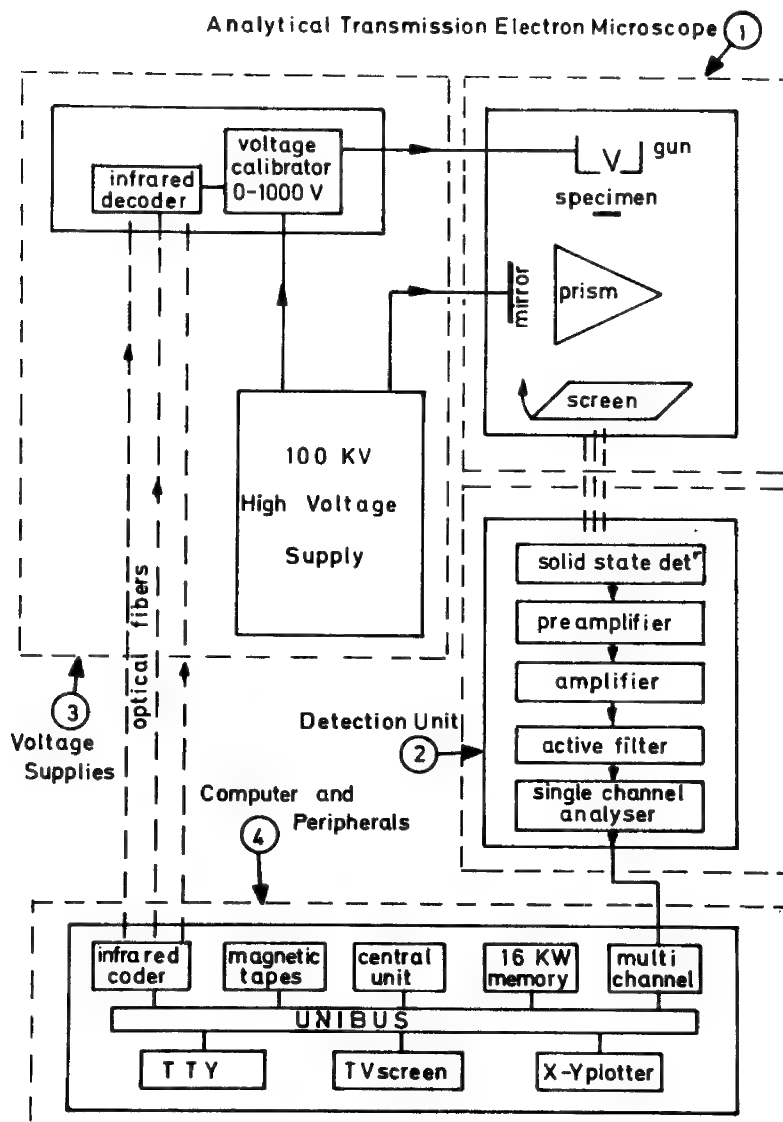 Analytical Transmission Electron Microscope 1
voltage
calibrator
0-1000 V
infrared
decoder
gun
V
specimen
mirror
prism
screen
100 KV
High Voltage
Supply
optical fibers
3
Voltage
Supplies
solid state detʳ
preamplifier
amplifier
active filter
single channel
analyser
Detection Unit
2
Computer and
Peripherals
4
infrared
coder
magnetic
tapes
central
unit
16 KW
memory
multi
channel
UNIBUS
TTY
TVscreen
X-Yplotter